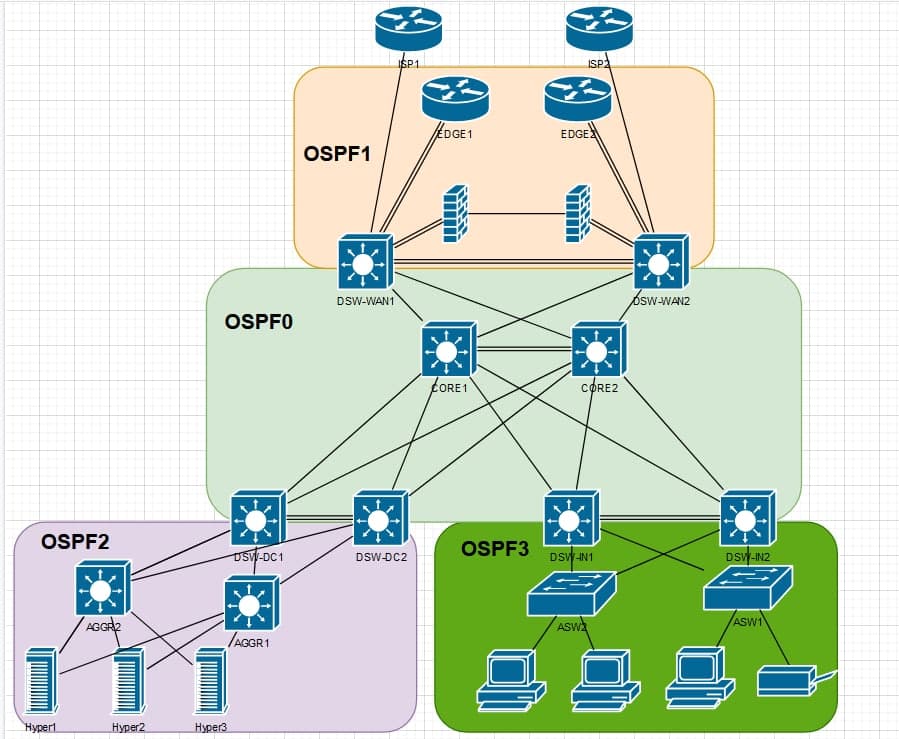 ISP1
ISP2
EDGE1
EDGE2
OSPF1
DSW-WAN1
DSW-WAN2
OSPF0
CORE1
CORE2
OSPF2
OSPF3
DSW-DC1
DSW-DC2
DSW-IN1
DSW-IN2
AGGR2
AGGR1
ASW2
ASW1
Hyper1
Hyper2
Hyper3